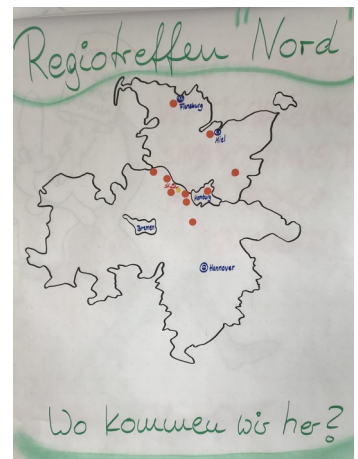 Regiotreffen "Nord"
Flensburg
Kiel
Hamburg
Bremen
Hannover
Wo kommen wir her?